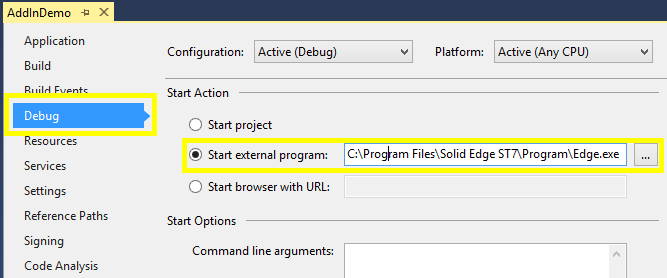 AddInDemo
Application
Build
Build Events
Debug
Resources
Services
Settings
Reference Paths
Signing
Code Analysis
Configuration: Active (Debug) Platform: Active (Any CPU)
Start Action
Start project
Start external program: C:\Program Files\Solid Edge ST7\Program\Edge.exe ...
Start browser with URL:
Start Options
Command line arguments: